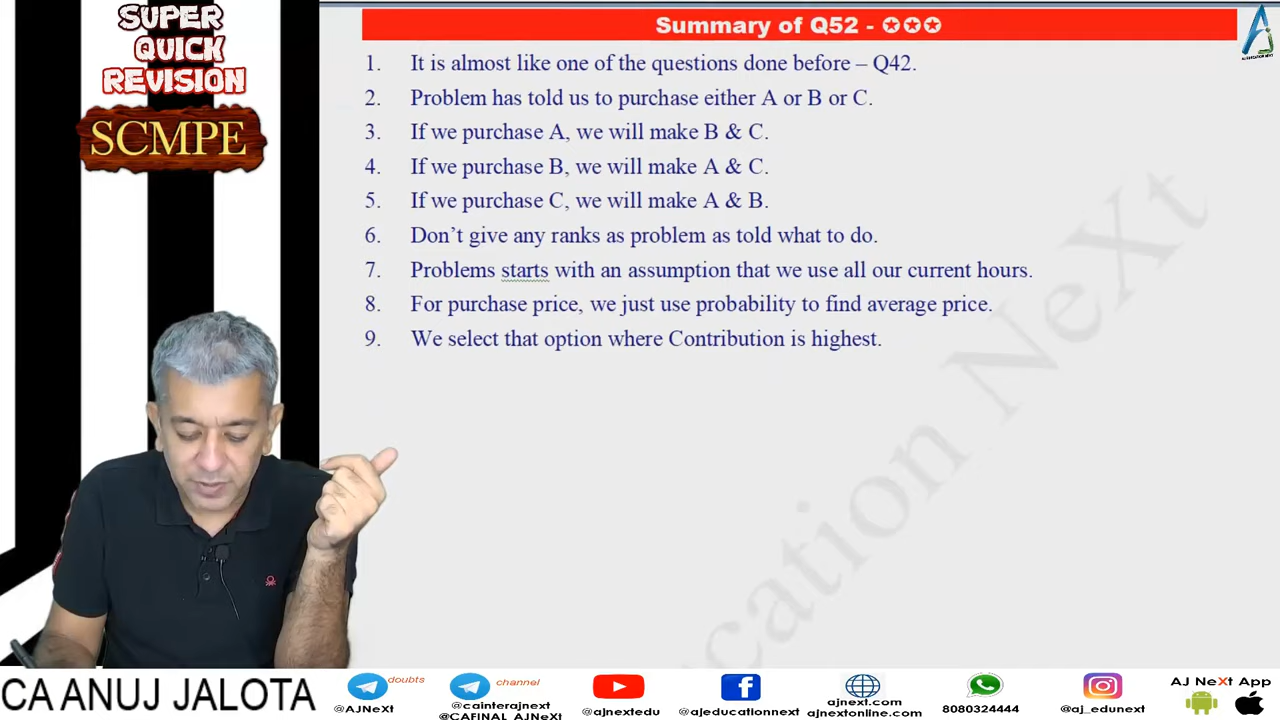 SUPER
QUICK
REVISION
SCMPE
Summary of Q52 - ✪✪✪
1. It is almost like one of the questions done before – Q42.
2. Problem has told us to purchase either A or B or C.
3. If we purchase A, we will make B & C.
4. If we purchase B, we will make A & C.
5. If we purchase C, we will make A & B.
6. Don’t give any ranks as problem as told what to do.
7. Problems starts with an assumption that we use all our current hours.
8. For purchase price, we just use probability to find average price.
9. We select that option where Contribution is highest.
cation NeXt
CA ANUJ JALOTA
doubts
@AJNeXt
channel
@cainterajnext
@CAFINAL_AJNeXt
@ajnextedu
@ajeducationnext
ajnext.com
ajnextonline.com
8080324444
@aj_edunext
AJ NeXt App